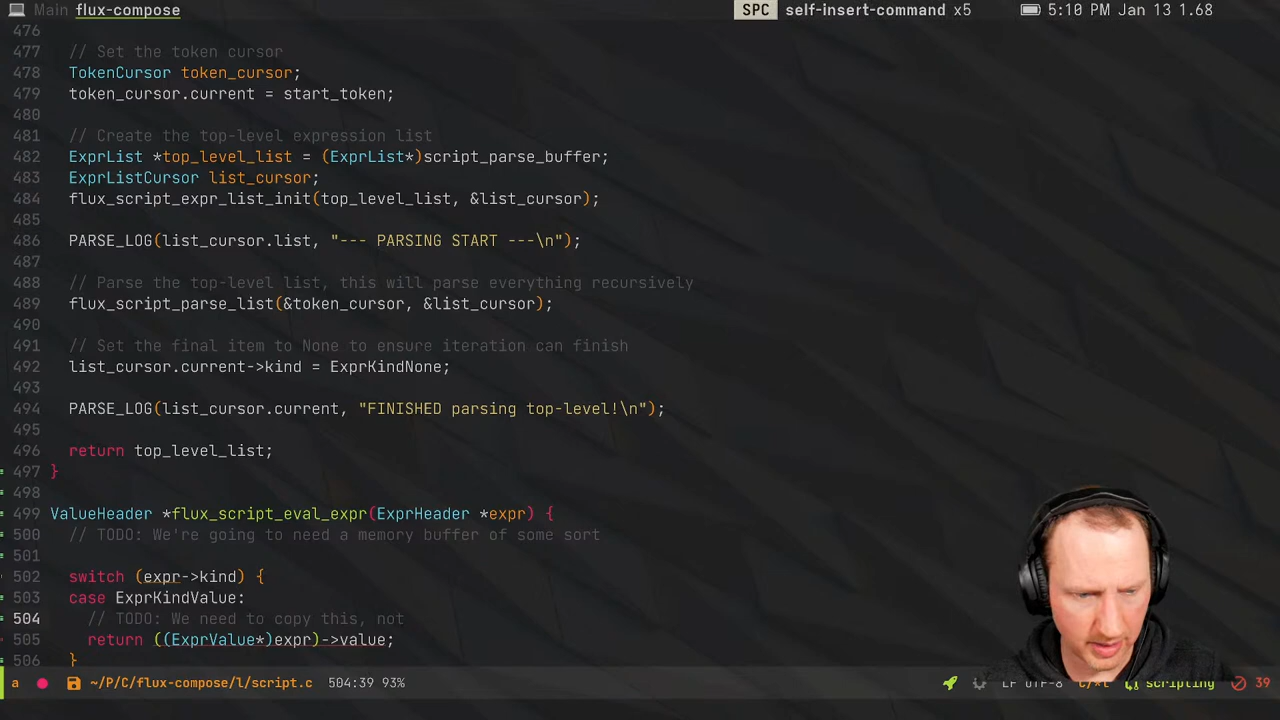 Main flux-compose SPC self-insert-command x5 5:10 PM Jan 13 1.68
476
477 // Set the token cursor
478 TokenCursor token_cursor;
479 token_cursor.current = start_token;
480
481 // Create the top-level expression list
482 ExprList *top_level_list = (ExprList*)script_parse_buffer;
483 ExprListCursor list_cursor;
484 flux_script_expr_list_init(top_level_list, &list_cursor);
485
486 PARSE_LOG(list_cursor.list, "--- PARSING START ---\n");
487
488 // Parse the top-level list, this will parse everything recursively
489 flux_script_parse_list(&token_cursor, &list_cursor);
490
491 // Set the final item to None to ensure iteration can finish
492 list_cursor.current->kind = ExprKindNone;
493
494 PARSE_LOG(list_cursor.current, "FINISHED parsing top-level!\n");
495
496 return top_level_list;
497 }
498
499 ValueHeader *flux_script_eval_expr(ExprHeader *expr) {
500 // TODO: We're going to need a memory buffer of some sort
501
502 switch (expr->kind) {
503 case ExprKindValue:
504 // TODO: We need to copy this, not
505 return ((ExprValue*)expr)->value;
506 }
a ~/P/C/flux-compose/l/script.c 504:39 93% LF UTF-8 scripting 39